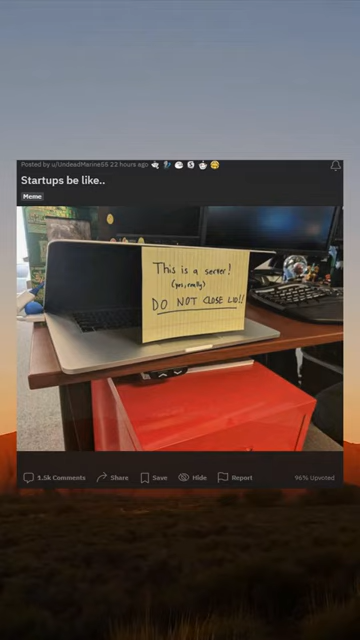 Posted by u/UndeadMarine55 22 hours ago
Startups be like..
Meme
This is a server!
(yes, really)
DO NOT CLOSE LID!!
1.5k Comments Share Save Hide Report 96% Upvoted